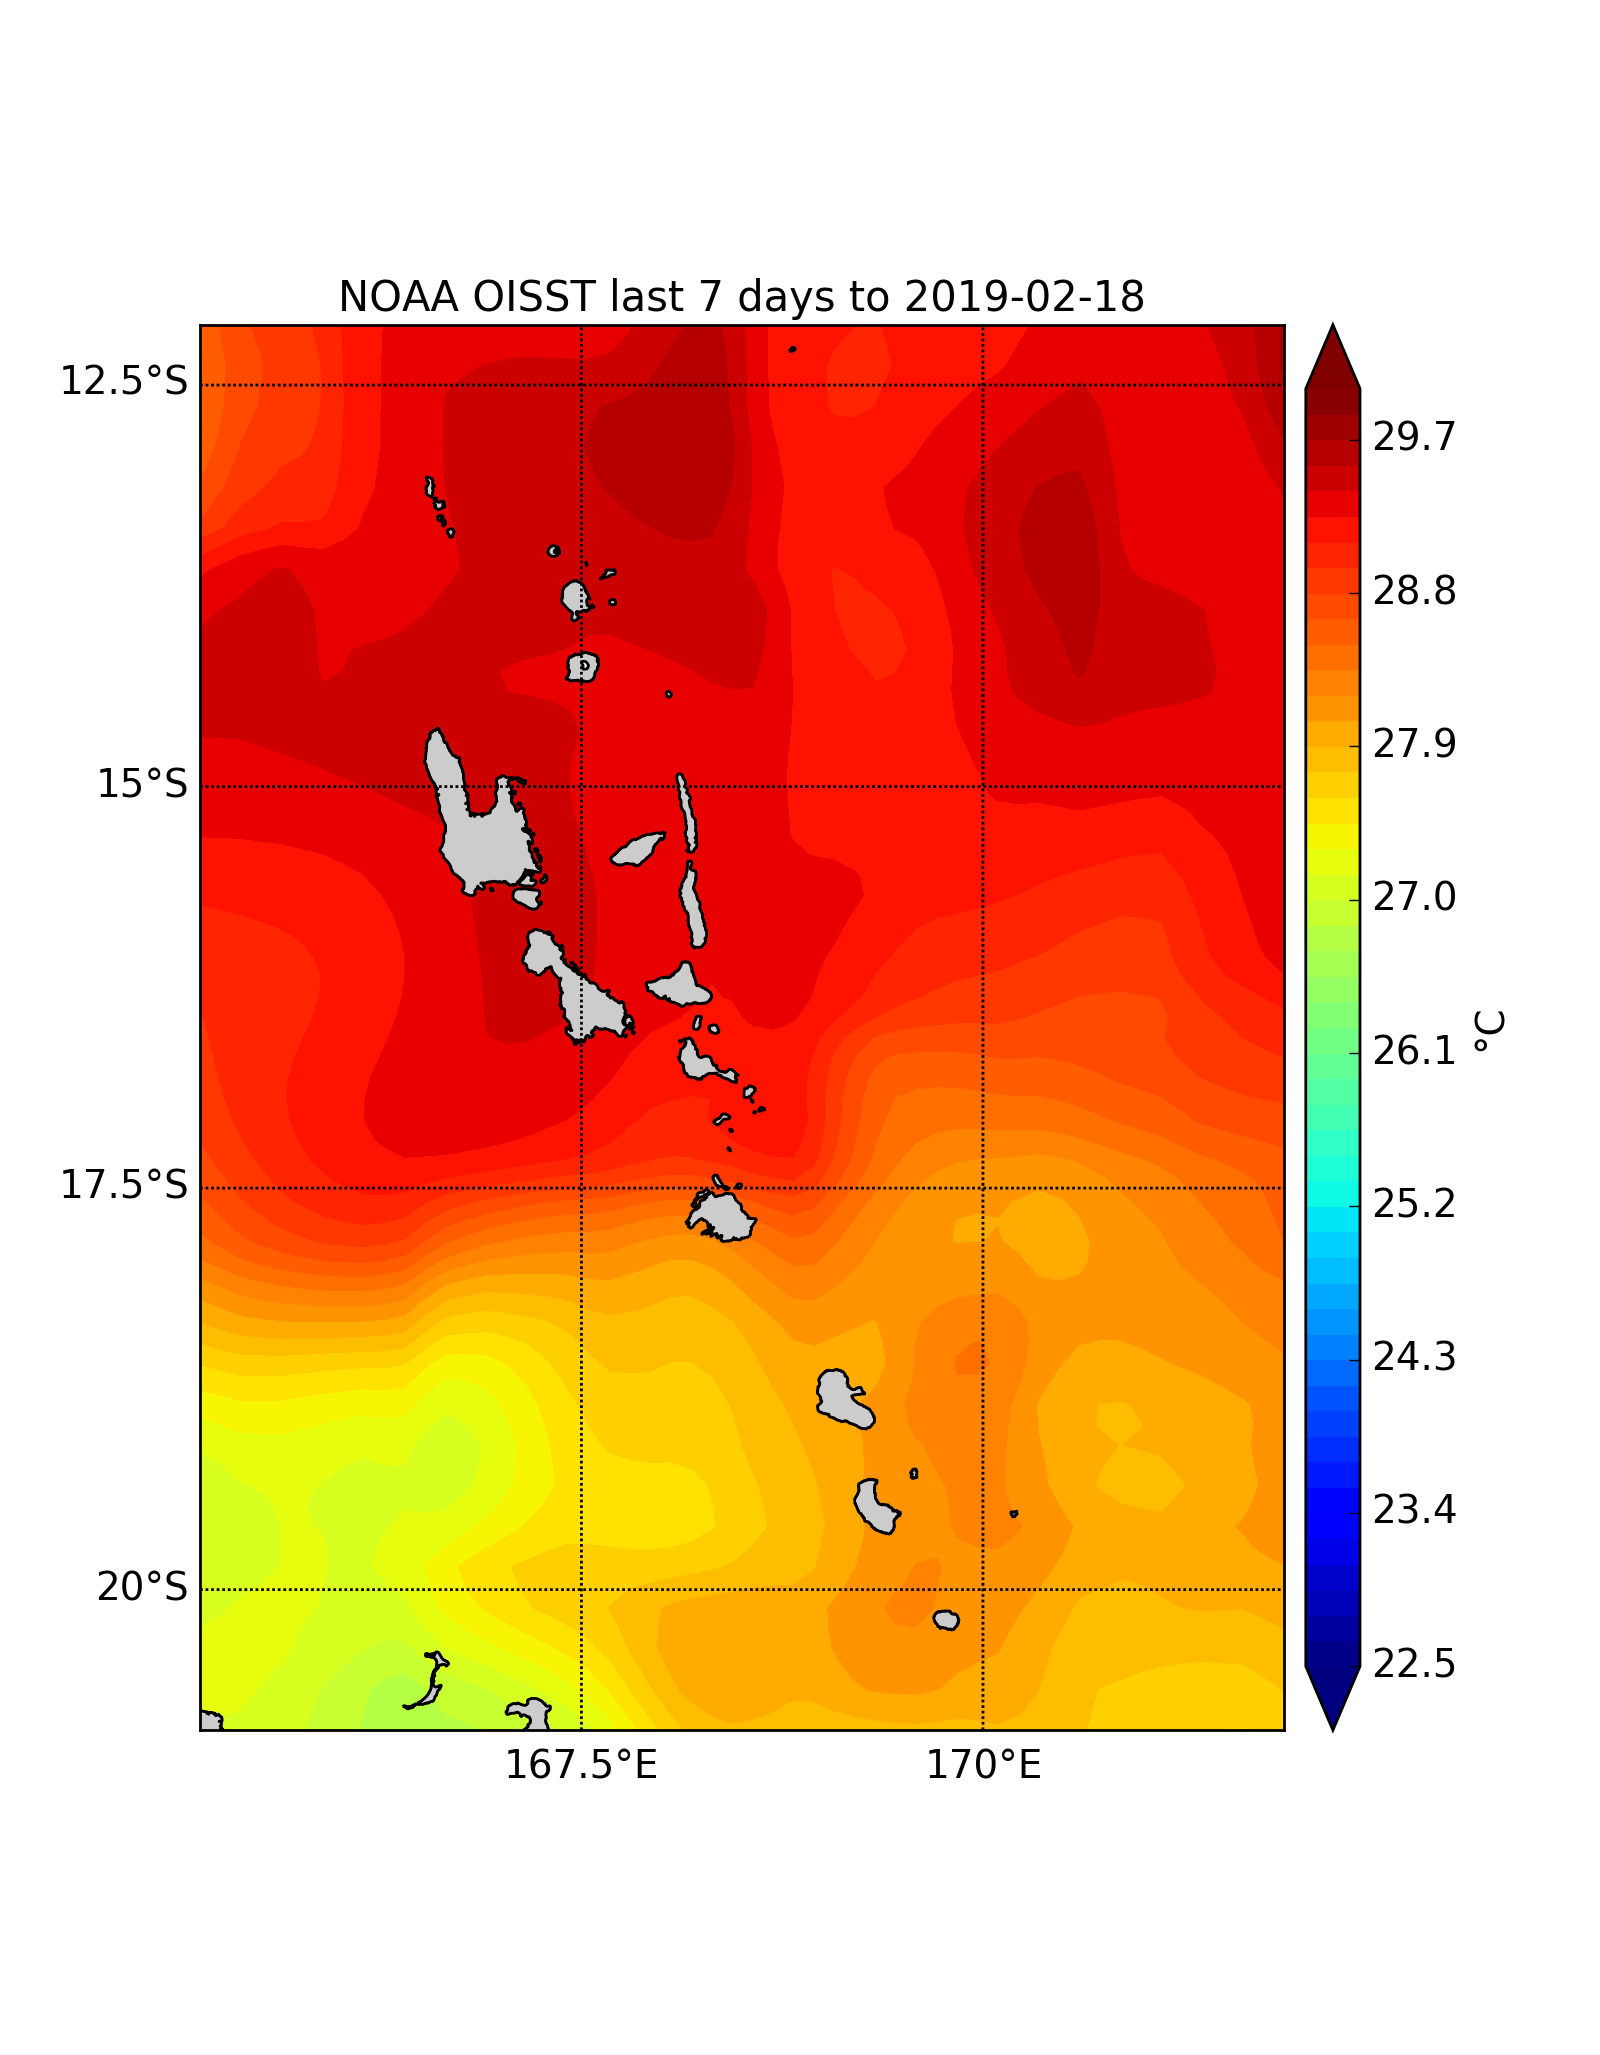 NOAA OISST last 7 days to 2019-02-18
12.5°S
15°S
17.5°S
20°S
167.5°E
170°E
29.7
28.8
27.9
27.0
26.1
25.2
24.3
23.4
22.5
°C